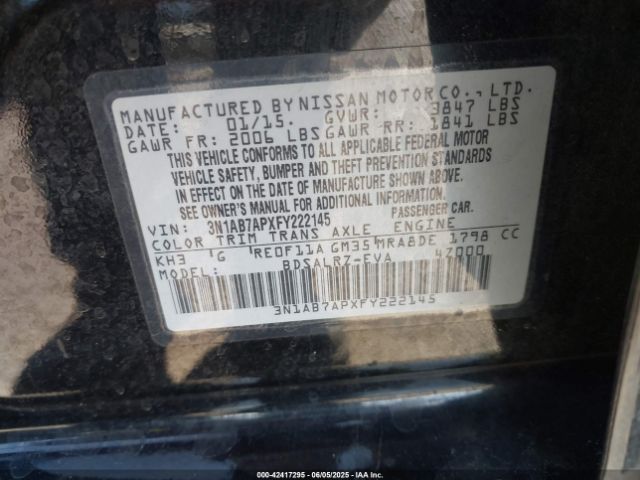 MANUFACTURED BY NISSAN MOTOR CO., LTD.
DATE: 01/15. GVWR: 3847 LBS
GAWR FR: 2006 LBS GAWR RR: 1841 LBS
THIS VEHICLE CONFORMS TO ALL APPLICABLE FEDERAL MOTOR
VEHICLE SAFETY, BUMPER AND THEFT PREVENTION STANDARDS
IN EFFECT ON THE DATE OF MANUFACTURE SHOWN ABOVE.
SEE OWNER'S MANUAL FOR ADDITIONAL INFORMATION.
VIN: 3N1AB7APXFY222145 PASSENGER CAR.
COLOR TRIM TRANS AXLE ENGINE
KH3 G RE0F11A GM35 MRA8DE 1798 CC
MODEL: BDSALRZ-EVA 4Z000
3N1AB7APXFY222145
000-42417295 - 06/05/2025 - IAAI.COM